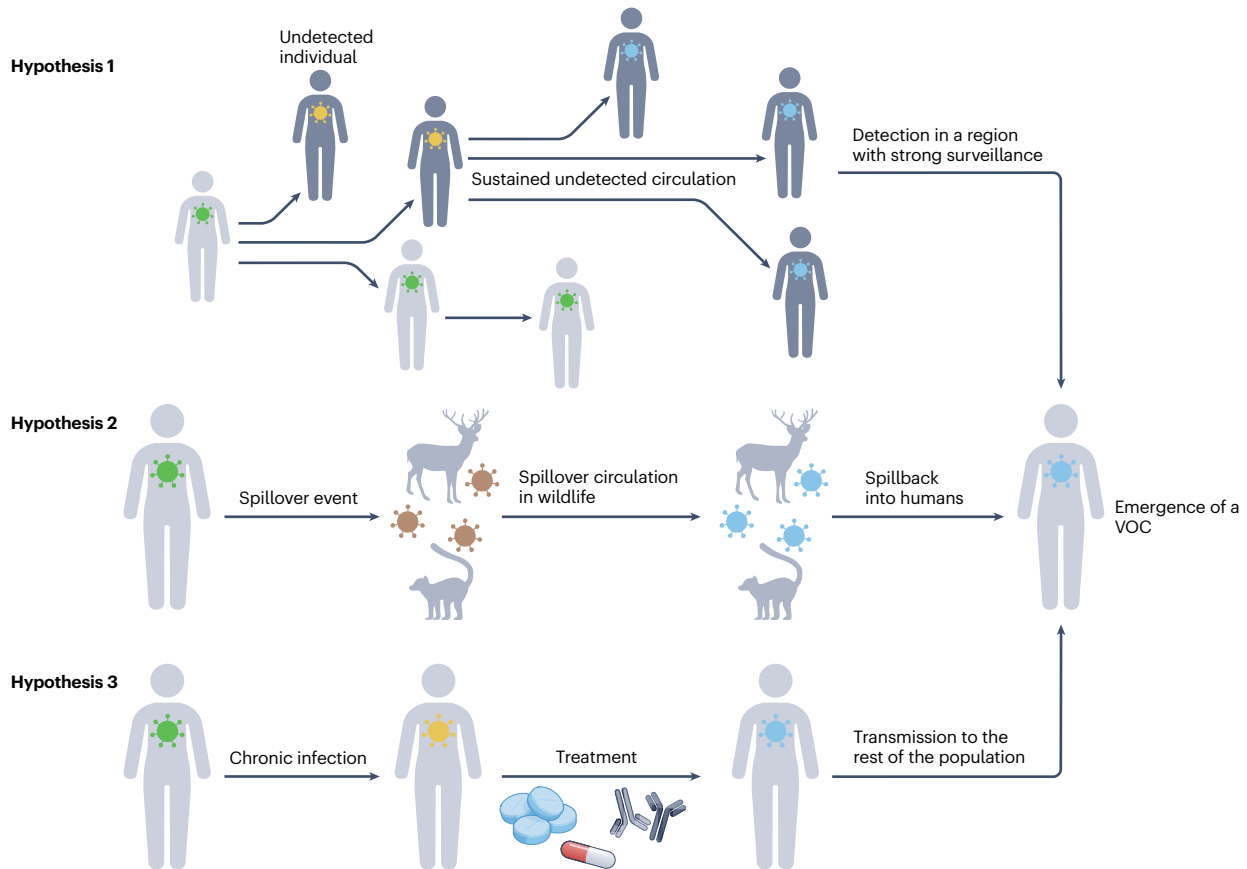 Hypothesis 1
Undetected
individual
Sustained undetected circulation
Detection in a region
with strong surveillance
Hypothesis 2
Spillover event
Spillover circulation
in wildlife
Spillback
into humans
Emergence of a
VOC
Hypothesis 3
Chronic infection
Treatment
Transmission to the
rest of the population